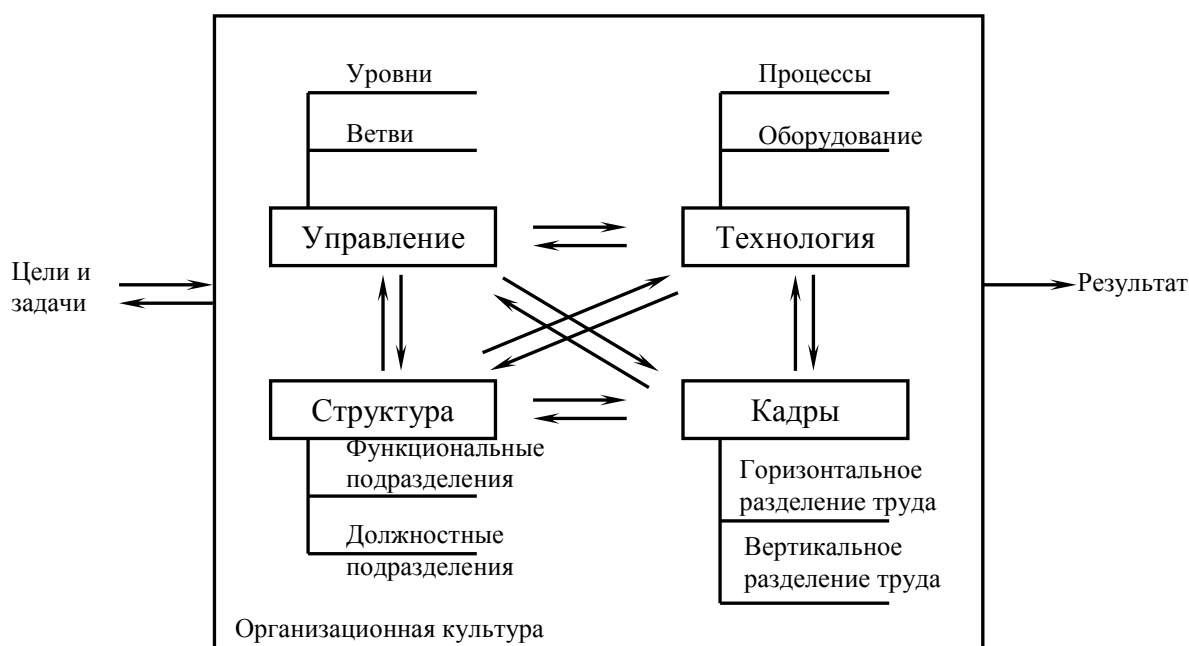 Уровни
Процессы
Ветви
Оборудование
Управление
Технология
Цели и
задачи
Результат
Структура
Кадры
Функциональные
подразделения
Горизонтальное
разделение труда
Должностные
подразделения
Вертикальное
разделение труда
Организационная культура